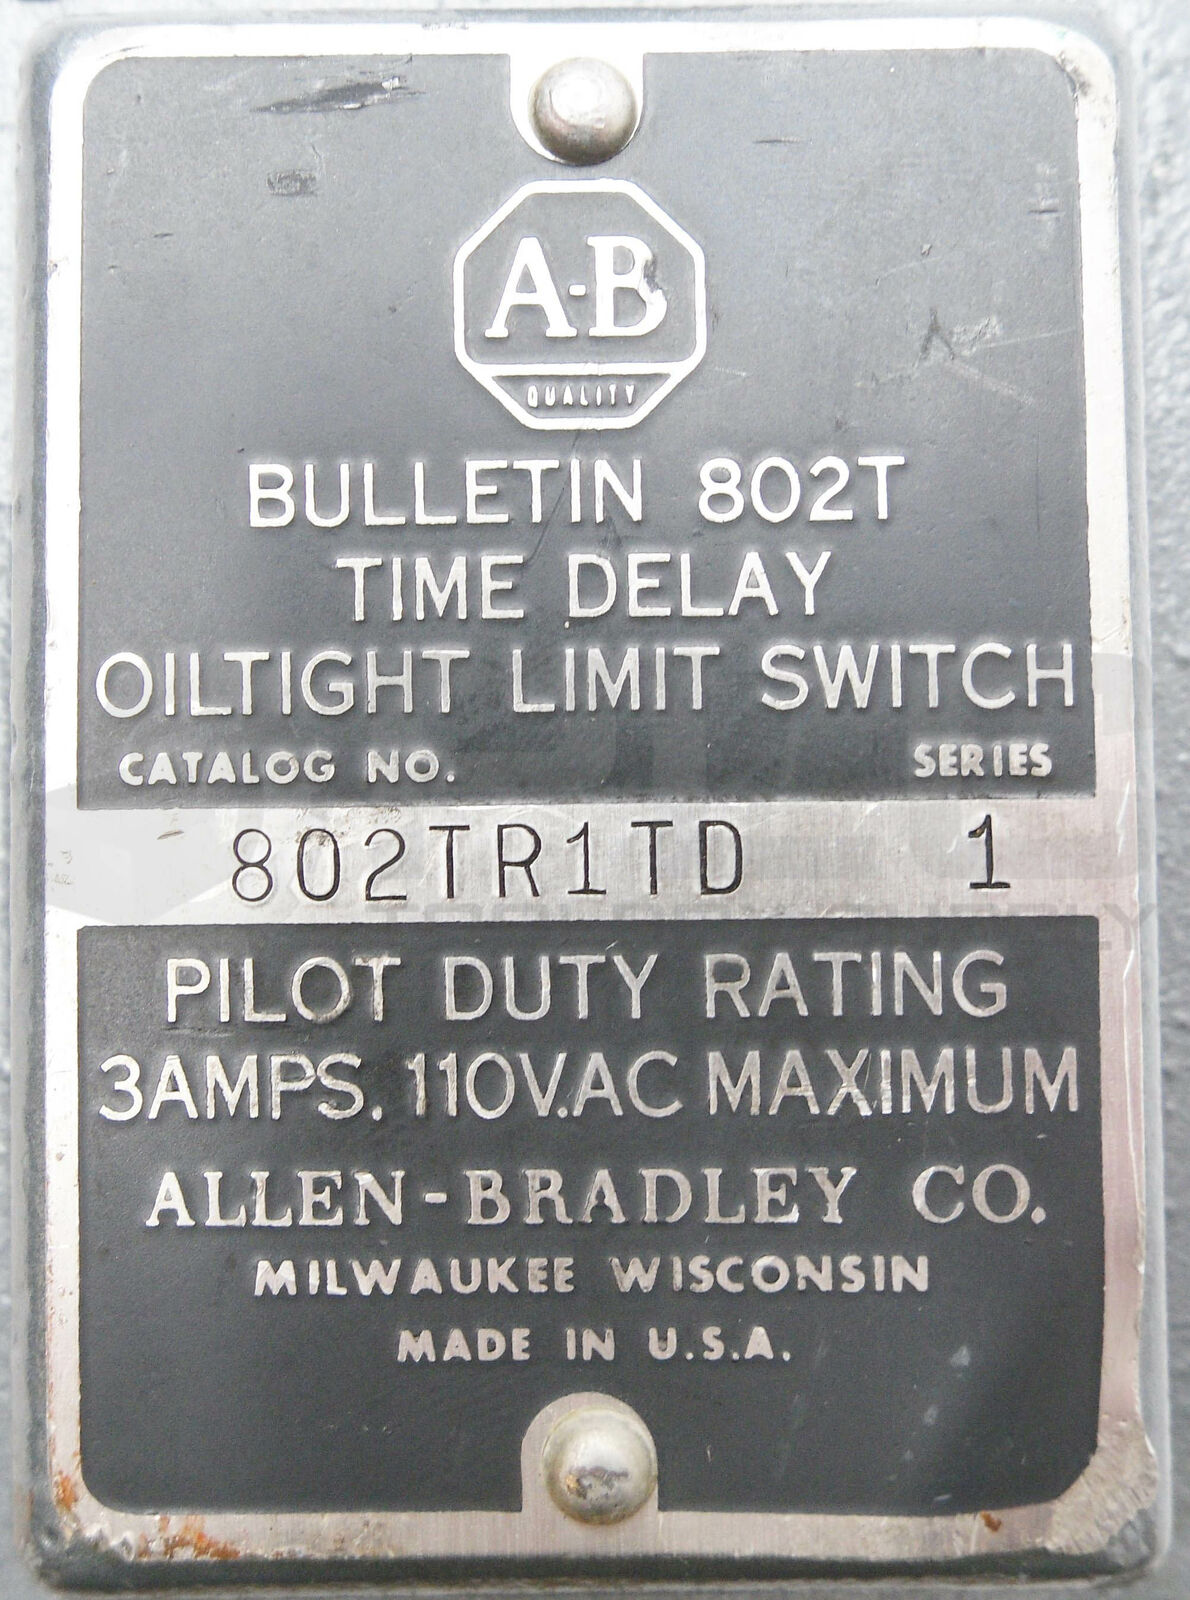 A-B
QUALITY
BULLETIN 802T
TIME DELAY
OILTIGHT LIMIT SWITCH
CATALOG NO. SERIES
802TR1TD 1
PILOT DUTY RATING
3AMPS. 110V.AC MAXIMUM
ALLEN-BRADLEY CO.
MILWAUKEE WISCONSIN
MADE IN U.S.A.